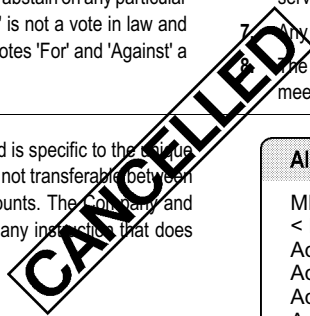 abstain on any particular
' is not a vote in law and
otes 'For' and 'Against' a
d is specific to the unique
not transferable between
ounts. The Company and
any instruction that does
CANCELLED
serv
7. Any
8. The
mee
Al
MI
<
Ac
Ac
Ac